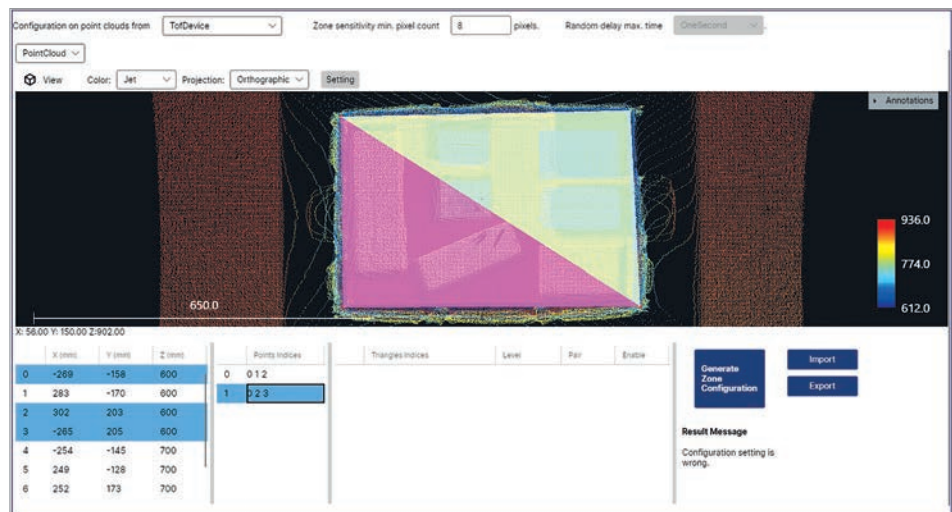 Configuration on point clouds from TofDevice Zone sensitivity min. pixel count 8 pixels. Random delay max. time OneSecond
PointCloud
View Color: Jet Projection: Orthographic Setting
Annotations
936.0
774.0
612.0
650.0
X: 56.00 Y: 150.00 Z:902.00
X (mm) Y (mm) Z (mm)
0 -269 -158 600
1 283 -170 600
2 302 203 600
3 -265 205 600
4 -254 -145 700
5 249 -128 700
6 252 173 700
Points Indices
0 0 1 2
1 0 2 3
Triangles Indices Level Pair Enable
Generate
Zone
Configuration
Import
Export
Result Message
Configuration setting is
wrong.